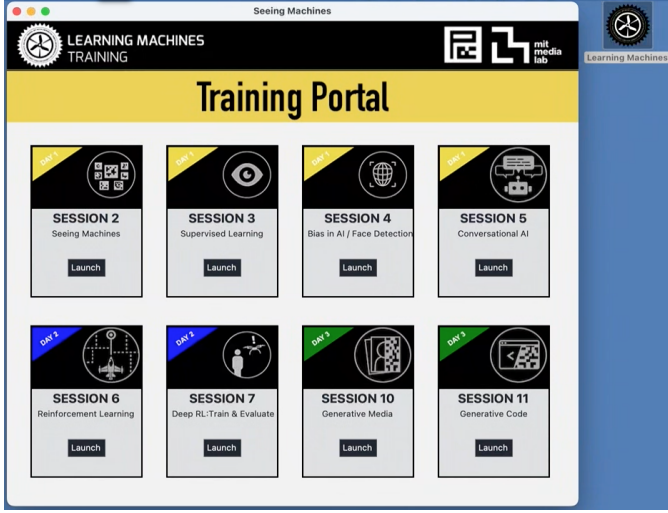 Seeing Machines
LEARNING MACHINES
TRAINING
mit
media
lab
Learning Machines
Training Portal
DAY 1
SESSION 2
Seeing Machines
Launch
DAY 1
SESSION 3
Supervised Learning
Launch
DAY 1
SESSION 4
Bias in AI / Face Detection
Launch
DAY 1
SESSION 5
Conversational AI
Launch
DAY 2
SESSION 6
Reinforcement Learning
Launch
DAY 2
SESSION 7
Deep RL:Train & Evaluate
Launch
DAY 3
SESSION 10
Generative Media
Launch
DAY 3
SESSION 11
Generative Code
Launch